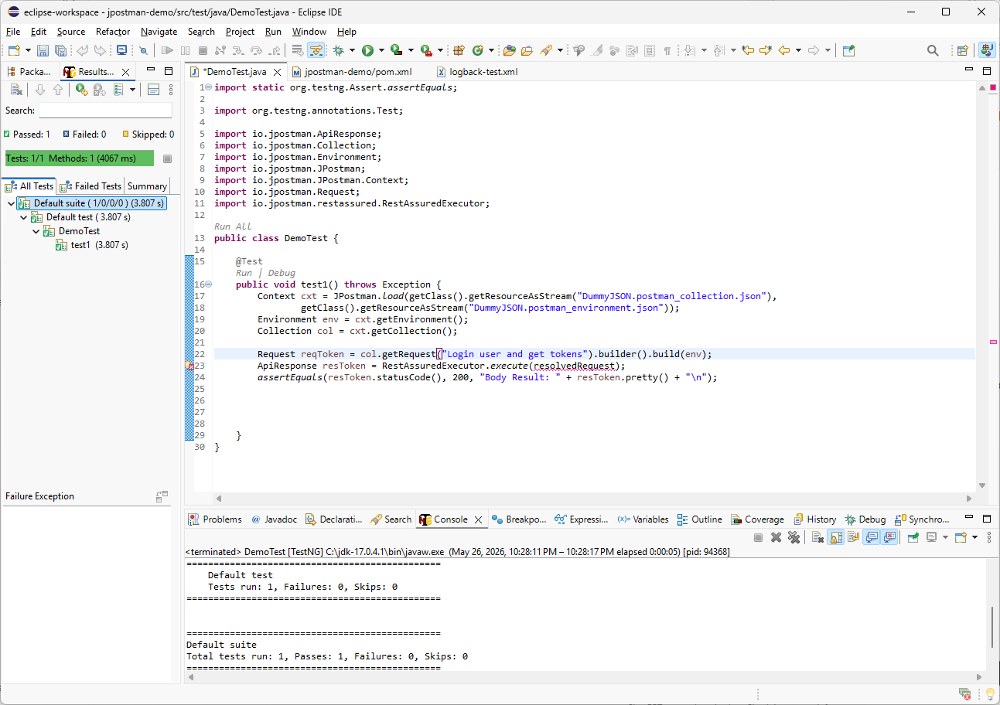 eclipse-workspace - jpostman-demo/src/test/java/DemoTest.java - Eclipse IDE
File Edit Source Refactor Navigate Search Project Run Window Help
Packa... Results...
Search:
Passed: 1 Failed: 0 Skipped: 0
Tests: 1/1 Methods: 1 (4067 ms)
All Tests Failed Tests Summary
Default suite ( 1/0/0/0 ) (3.807 s)
Default test ( 3.807 s)
DemoTest
test1 (3.807 s)
Failure Exception
*DemoTest.java jpostman-demo/pom.xml logback-test.xml
1 import static org.testng.Assert.assertEquals;
2
3 import org.testng.annotations.Test;
4
5 import io.jpostman.ApiResponse;
6 import io.jpostman.Collection;
7 import io.jpostman.Environment;
8 import io.jpostman.JPostman;
9 import io.jpostman.JPostman.Context;
10 import io.jpostman.Request;
11 import io.jpostman.restassured.RestAssuredExecutor;
12
Run All
13 public class DemoTest {
14
15 @Test
Run | Debug
16 public void test1() throws Exception {
17 Context cxt = JPostman.load(getClass().getResourceAsStream("DummyJSON.postman_collection.json"),
18 getClass().getResourceAsStream("DummyJSON.postman_environment.json"));
19 Environment env = cxt.getEnvironment();
20 Collection col = cxt.getCollection();
21
22 Request reqToken = col.getRequest("Login user and get tokens").builder().build(env);
23 ApiResponse resToken = RestAssuredExecutor.execute(resolvedRequest);
24 assertEquals(resToken.statusCode(), 200, "Body Result: " + resToken.pretty() + "\n");
25
26
27
28
29 }
30 }
Problems Javadoc Declarati... Search Console Breakpo... Expressi... Variables Outline Coverage History Debug Synchro...
<terminated> DemoTest [TestNG] C:\jdk-17.0.4.1\bin\javaw.exe (May 26, 2026, 10:28:11 PM – 10:28:17 PM elapsed 0:00:05) [pid: 94368]
===============================================
Default test
Tests run: 1, Failures: 0, Skips: 0
===============================================
===============================================
Default suite
Total tests run: 1, Passes: 1, Failures: 0, Skips: 0
===============================================